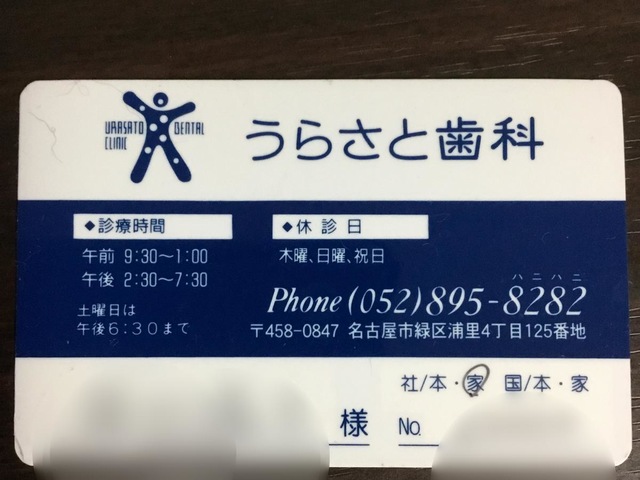 URASATO DENTAL
CLINIC
うらさと歯科
◆診療時間
午前 9:30〜1:00
午後 2:30〜7:30
土曜日は
午後6:30まで
◆休診日
木曜、日曜、祝日
ハニハニ
Phone (052) 895-8282
〒458-0847 名古屋市緑区浦里4丁目125番地
社/本・家 国/本・家
様 No.